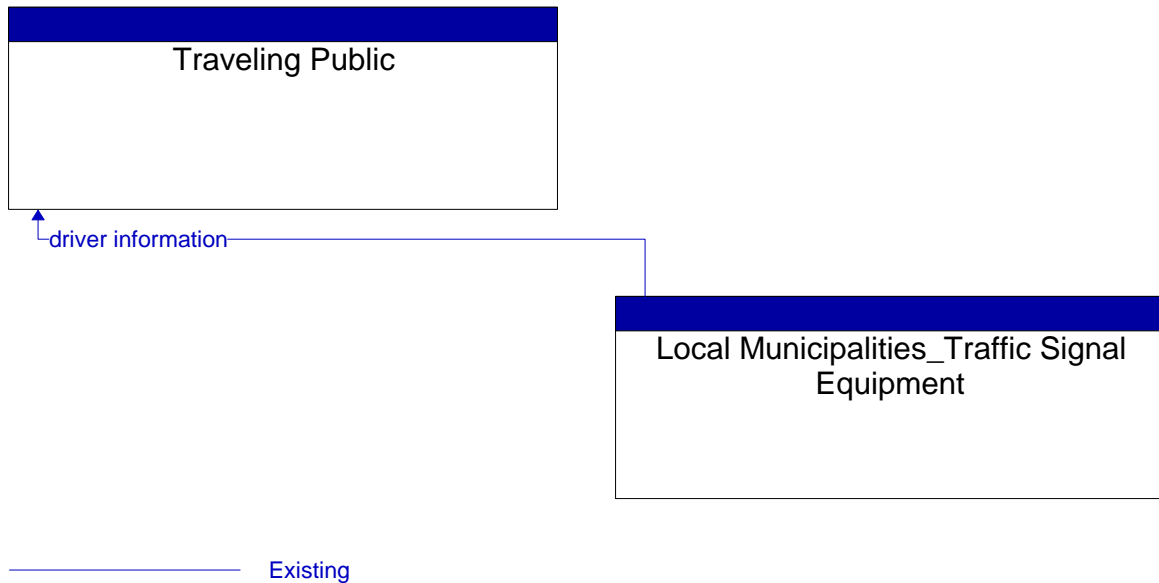 Traveling Public
driver information
Local Municipalities_Traffic Signal
Equipment
Existing